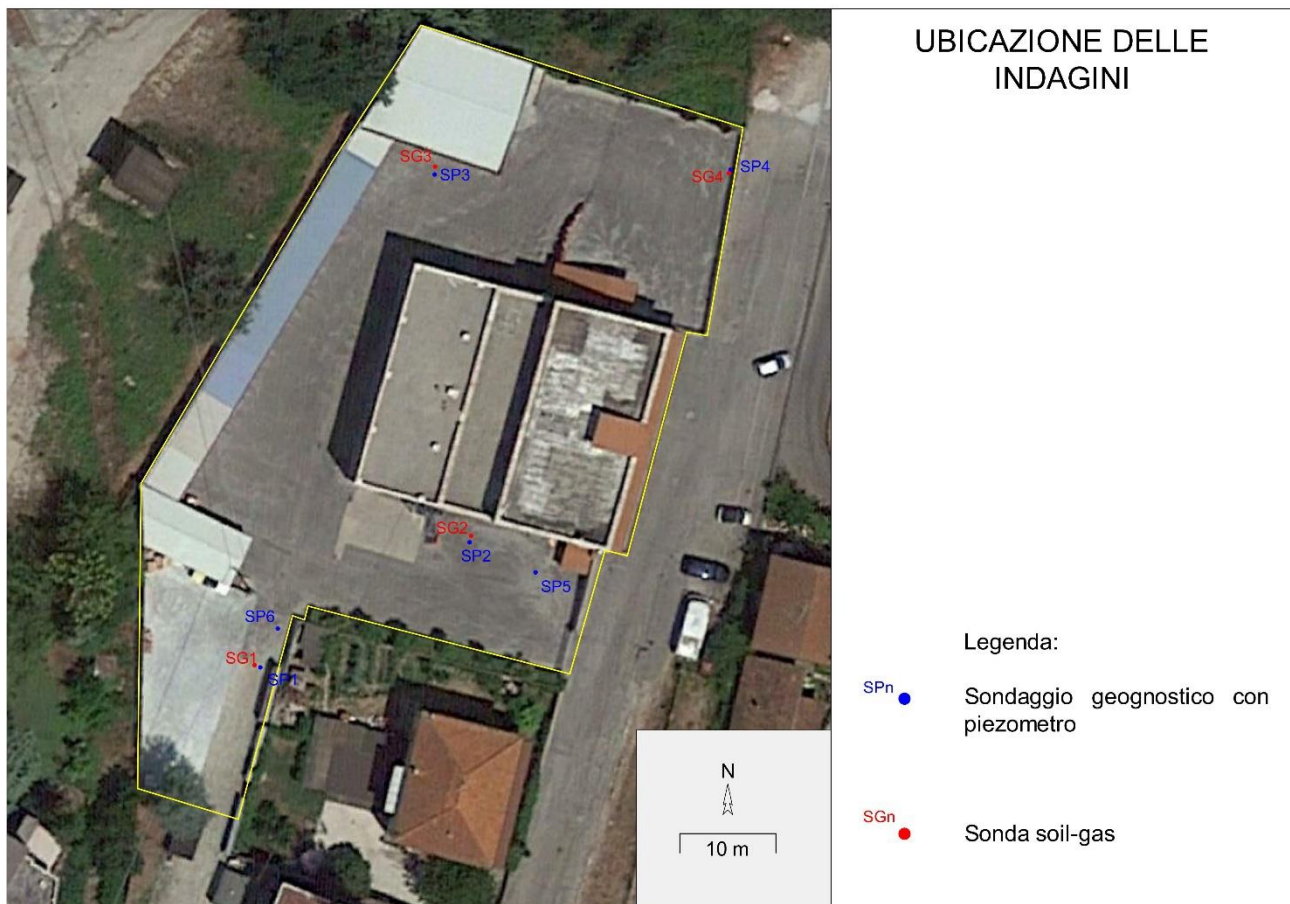 UBICAZIONE DELLE
INDAGINI
SG3
SP3
SP4
SG4
SG2
SP2
SP5
SP6
SG1
SP1
N
10 m
Legenda:
SPn
Sondaggio geognostico con
piezometro
SGn
Sonda soil-gas